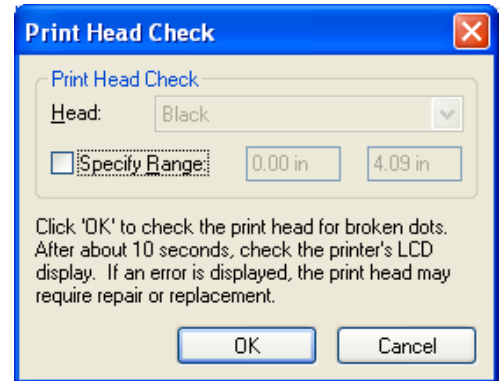 Print Head Check
Print Head Check
Head: Black
Specify Range: 0.00 in 4.09 in
Click 'OK' to check the print head for broken dots.
After about 10 seconds, check the printer's LCD
display. If an error is displayed, the print head may
require repair or replacement.
OK Cancel